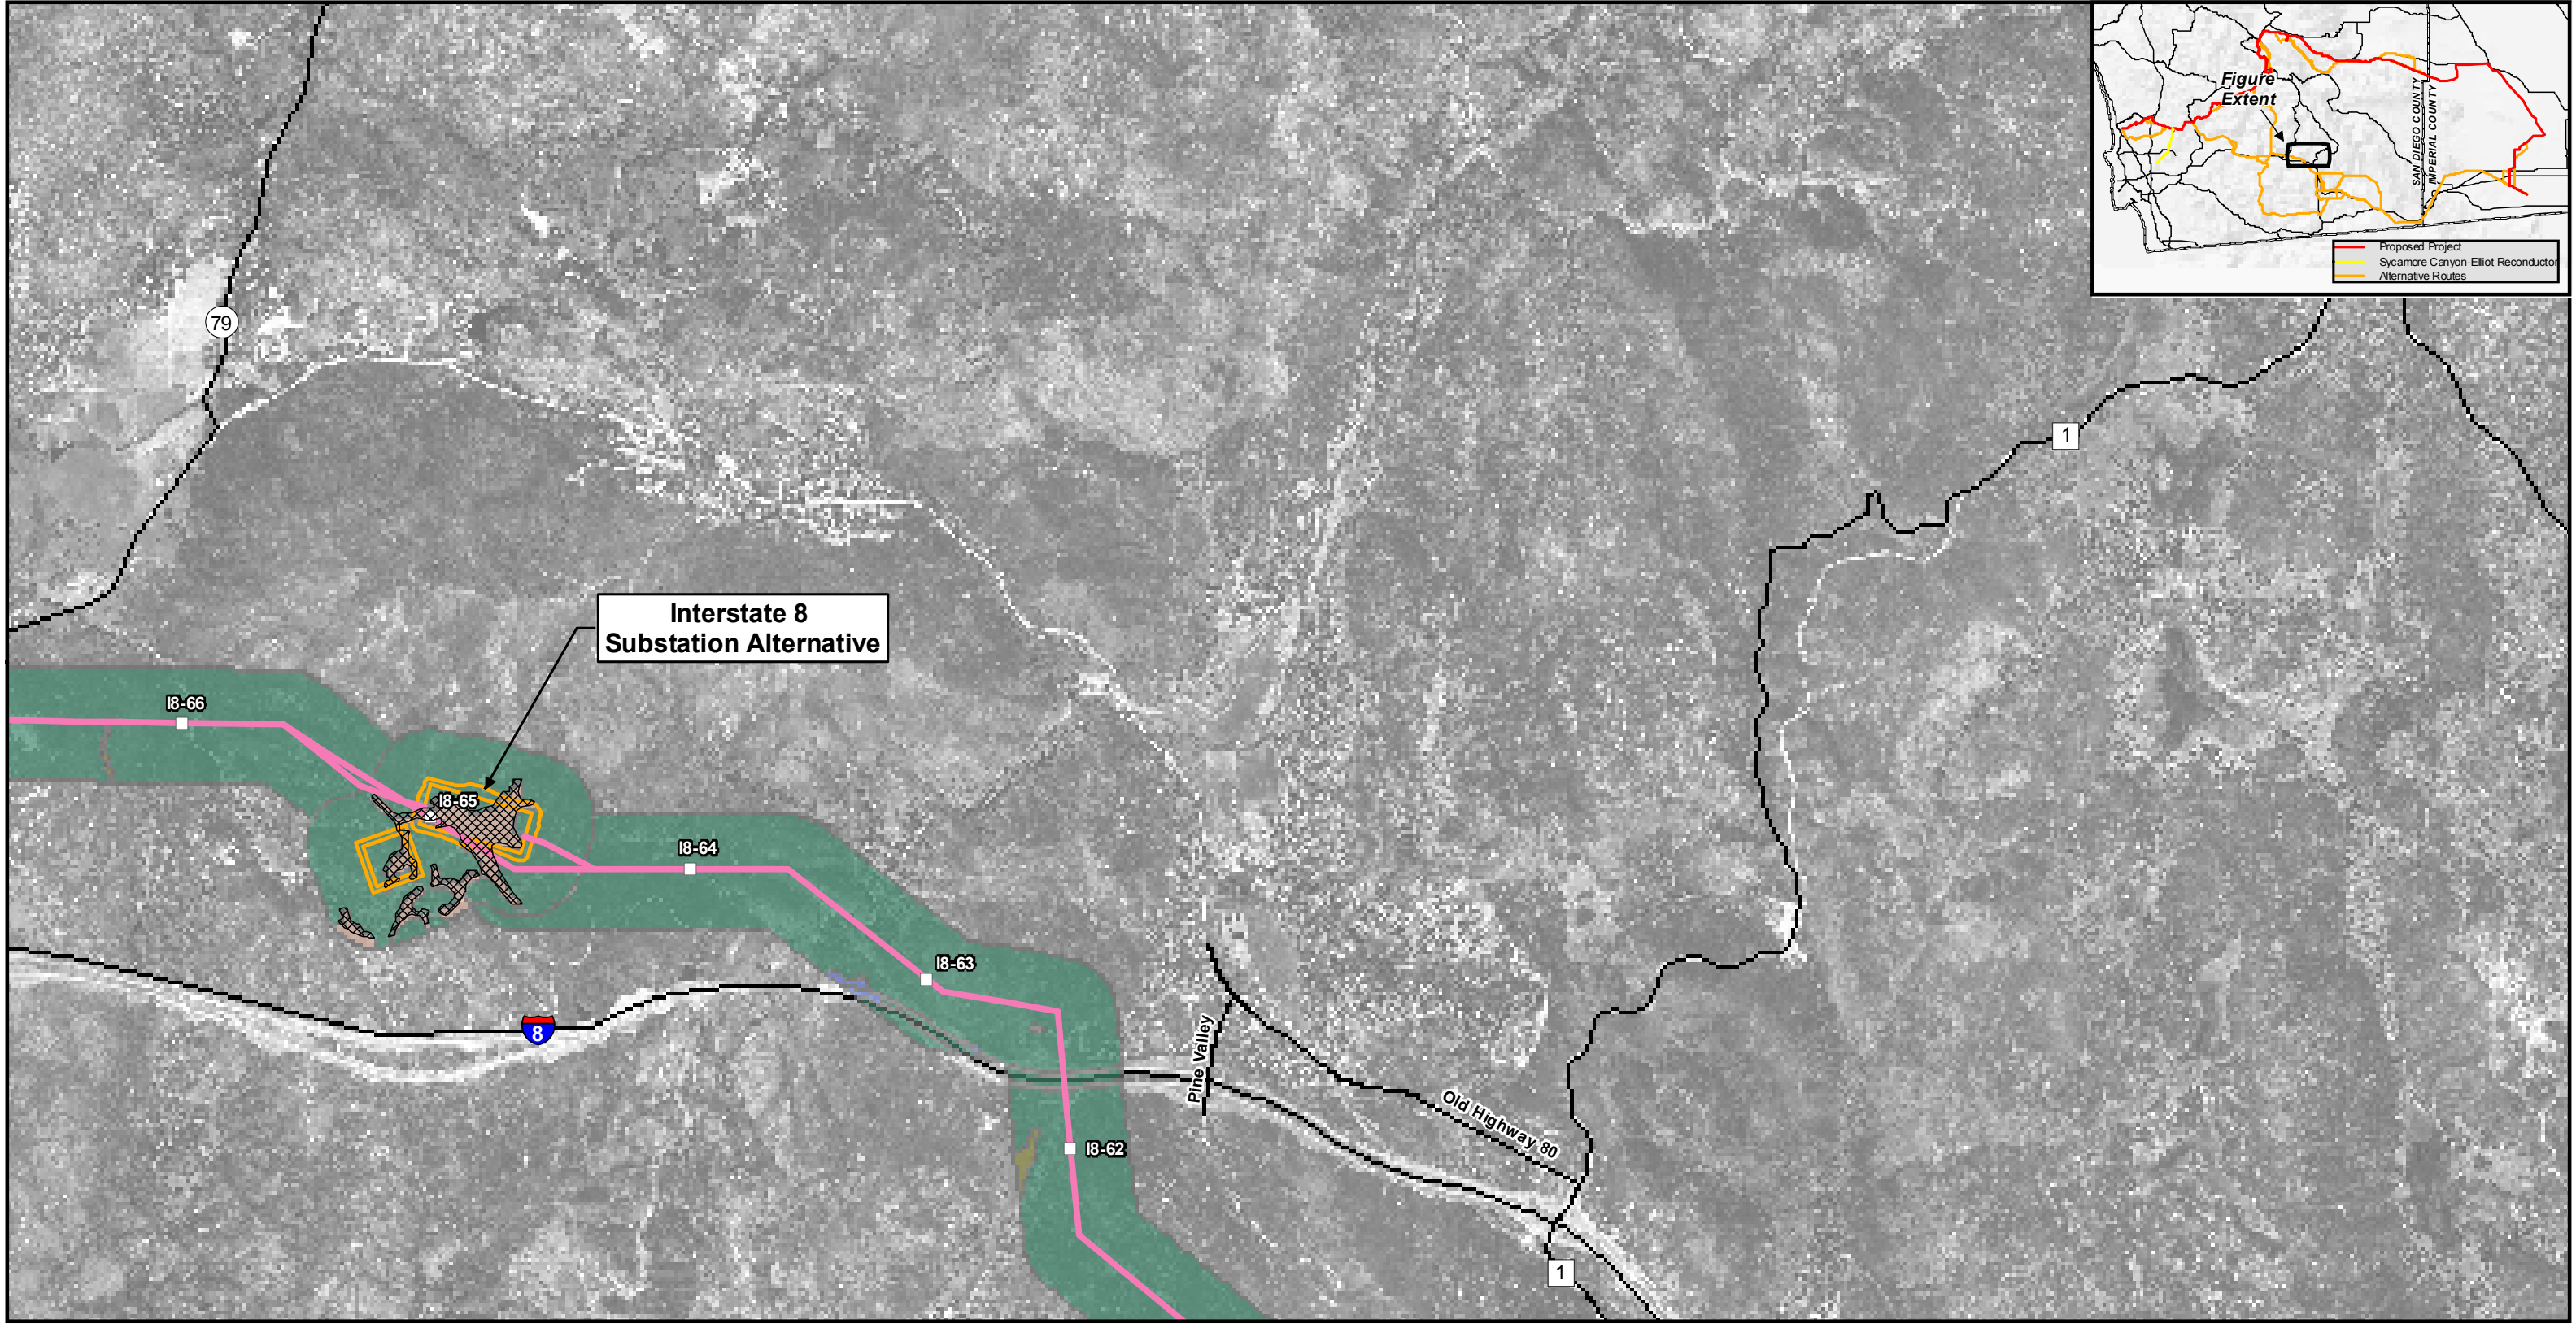 Figure
Extent
SAN DIEGO COUNTY
IMPERIAL COUNTY
Proposed Project
Sycamore Canyon-Elliot Reconductor
Alternative Routes
79
1
Interstate 8
Substation Alternative
I8-66
I8-65
I8-64
I8-63
8
Pine Valley
Old Highway 80
I8-62
1